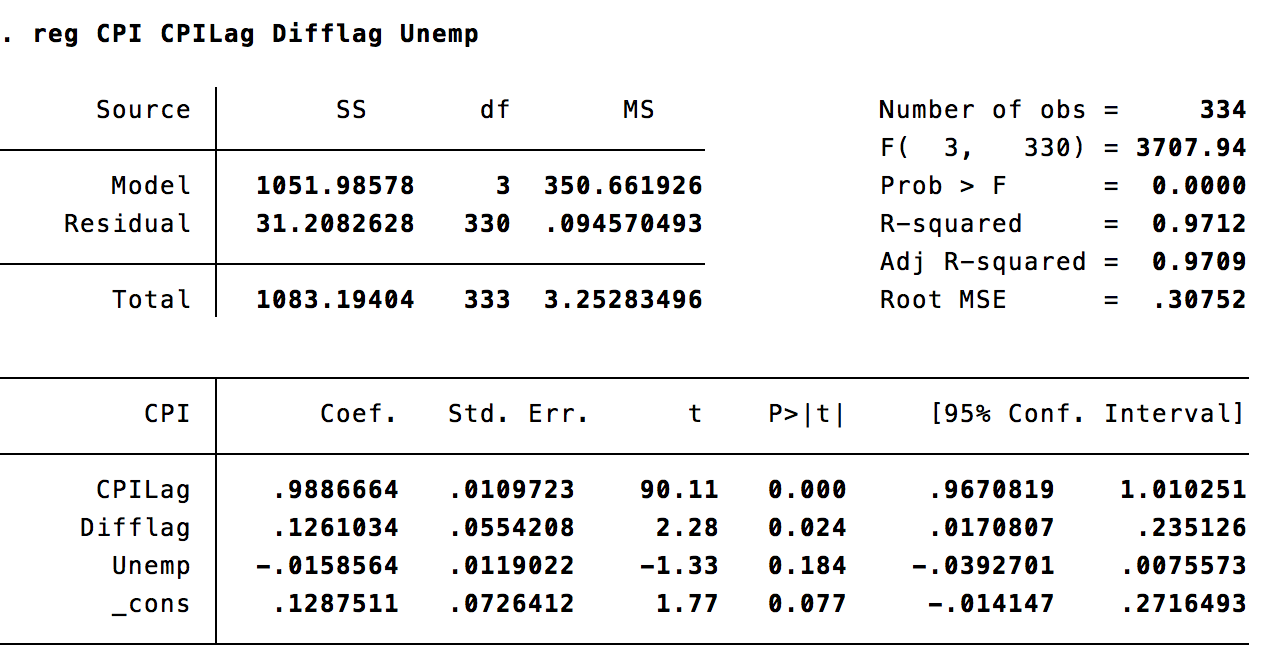 . reg CPI CPILag Difflag Unemp
Source SS df MS Number of obs = 334
F( 3, 330) = 3707.94
Model 1051.98578 3 350.661926 Prob > F = 0.0000
Residual 31.2082628 330 .094570493 R-squared = 0.9712
Adj R-squared = 0.9709
Total 1083.19404 333 3.25283496 Root MSE = .30752
CPI Coef. Std. Err. t P>|t| [95% Conf. Interval]
CPILag .9886664 .0109723 90.11 0.000 .9670819 1.010251
Difflag .1261034 .0554208 2.28 0.024 .0170807 .235126
Unemp -.0158564 .0119022 -1.33 0.184 -.0392701 .0075573
_cons .1287511 .0726412 1.77 0.077 -.014147 .2716493